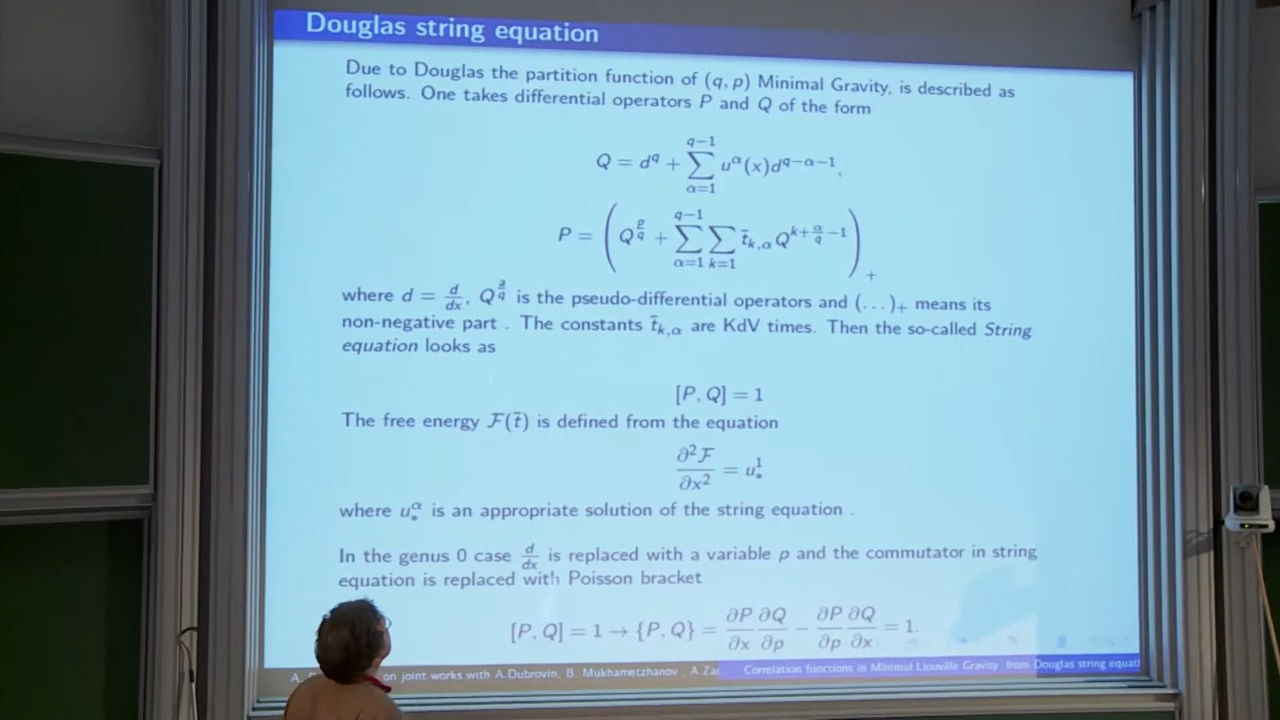 Douglas string equation
Due to Douglas the partition function of (q, p) Minimal Gravity, is described as
follows. One takes differential operators P and Q of the form
Q = d^q + ∑_{α=1}^{q−1} u^α(x)d^{q−α−1},
P = (Q^{p/q} + ∑_{α=1}^{q−1} ∑_{k=1} t̃_{k,α} Q^{k+α/q−1})_+
where d = d/dx, Q^{a/q} is the pseudo-differential operators and (...)₊ means its
non-negative part . The constants t̃_{k,α} are KdV times. Then the so-called String
equation looks as
[P, Q] = 1
The free energy F(t̃) is defined from the equation
∂²F/∂x² = u^1_*
where u^α_* is an appropriate solution of the string equation .
In the genus 0 case d/dx is replaced with a variable p and the commutator in string
equation is replaced with Poisson bracket
[P, Q] = 1 → {P, Q} = ∂P/∂x ∂Q/∂p − ∂P/∂p ∂Q/∂x = 1.
A. on joint works with A.Dubrovin, B. Mukhametzhanov , A.Za
Correlation functions in Minimal Liouville Gravity from Douglas string equati